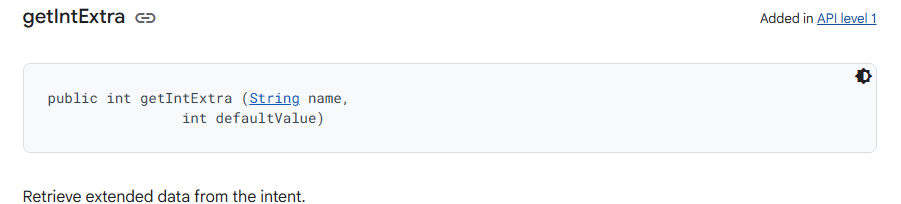 getIntExtra
Added in API level 1
public int getIntExtra (String name,
int defaultValue)
Retrieve extended data from the intent.